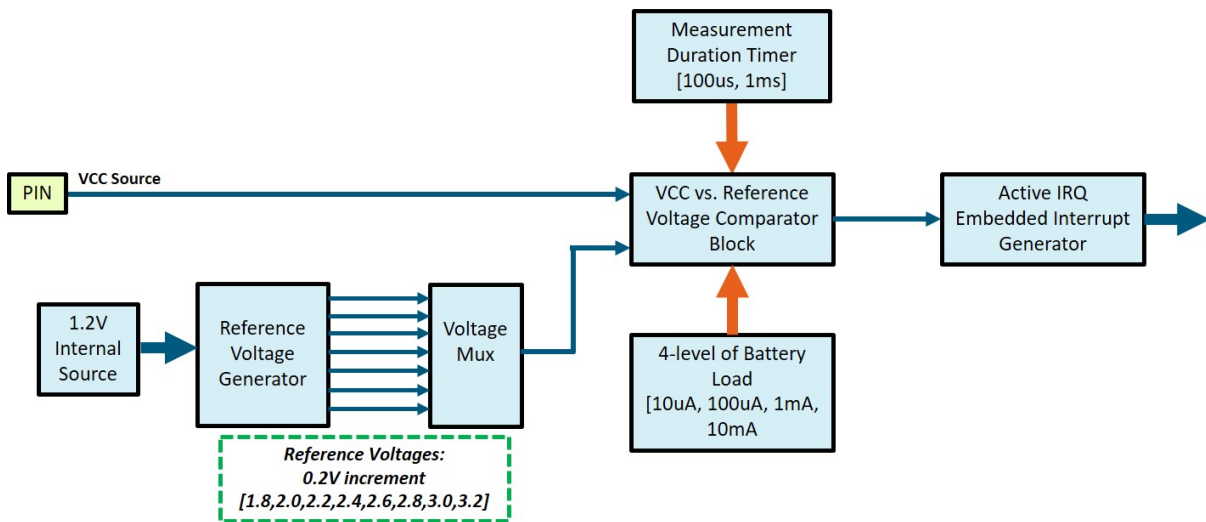 Measurement
Duration Timer
[100us, 1ms]
VCC Source
PIN
VCC vs. Reference
Voltage Comparator
Block
Active IRQ
Embedded Interrupt
Generator
1.2V
Internal
Source
Reference
Voltage
Generator
Voltage
Mux
4-level of Battery
Load
[10uA, 100uA, 1mA,
10mA
Reference Voltages:
0.2V increment
[1.8,2.0,2.2,2.4,2.6,2.8,3.0,3.2]